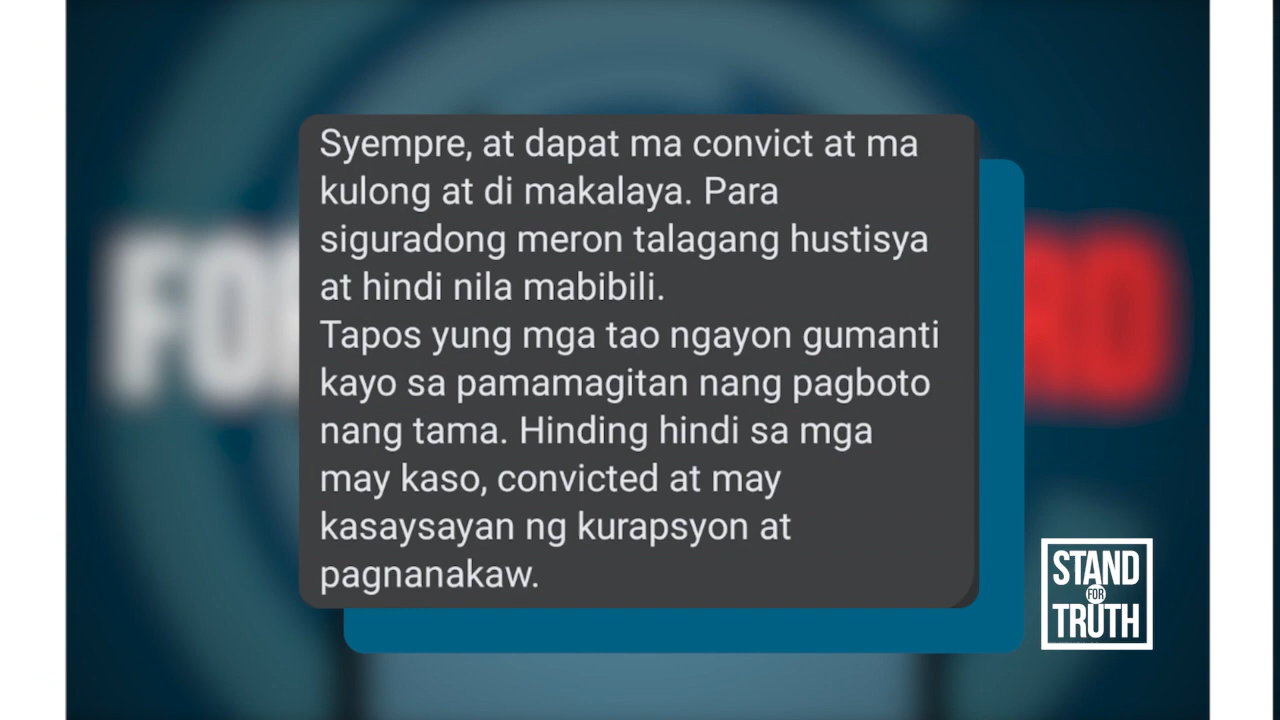 Syempre, at dapat ma convict at ma
kulong at di makalaya. Para
siguradong meron talagang hustisya
at hindi nila mabibili.
Tapos yung mga tao ngayon gumanti
kayo sa pamamagitan nang pagboto
nang tama. Hinding hindi sa mga
may kaso, convicted at may
kasaysayan ng kurapsyon at
pagnanakaw.
STAND
FOR
TRUTH